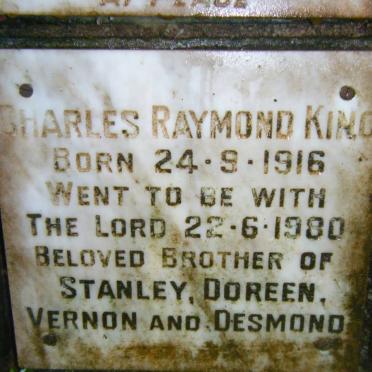 CHARLES RAYMOND KING
BORN 24·9·1916
WENT TO BE WITH
THE LORD 22·6·1980
BELOVED BROTHER OF
STANLEY, DOREEN,
VERNON AND DESMOND